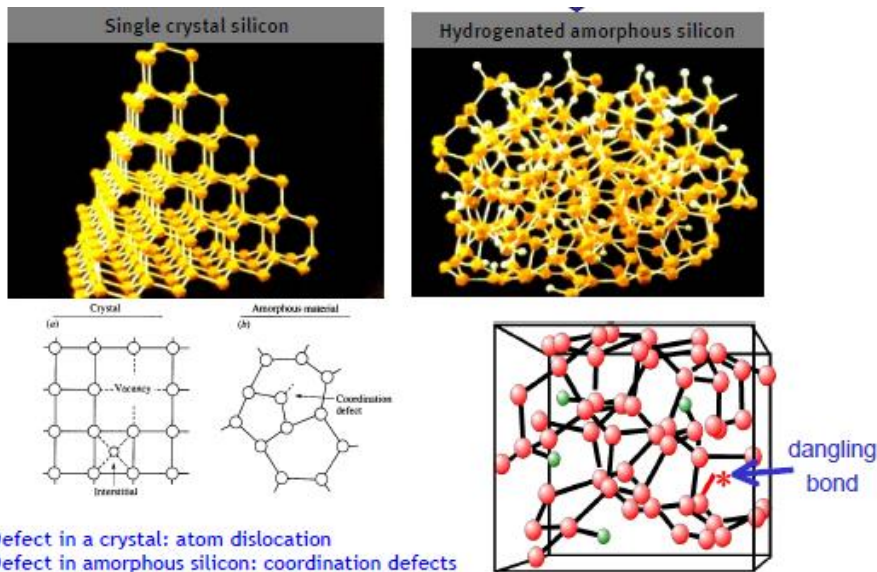 Single crystal silicon
Hydrogenated amorphous silicon
Crystal
(a)
Vacancy
Interstitial
Amorphous material
(b)
Coordination
defect
dangling
bond
*
efect in a crystal: atom dislocation
efect in amorphous silicon: coordination defects